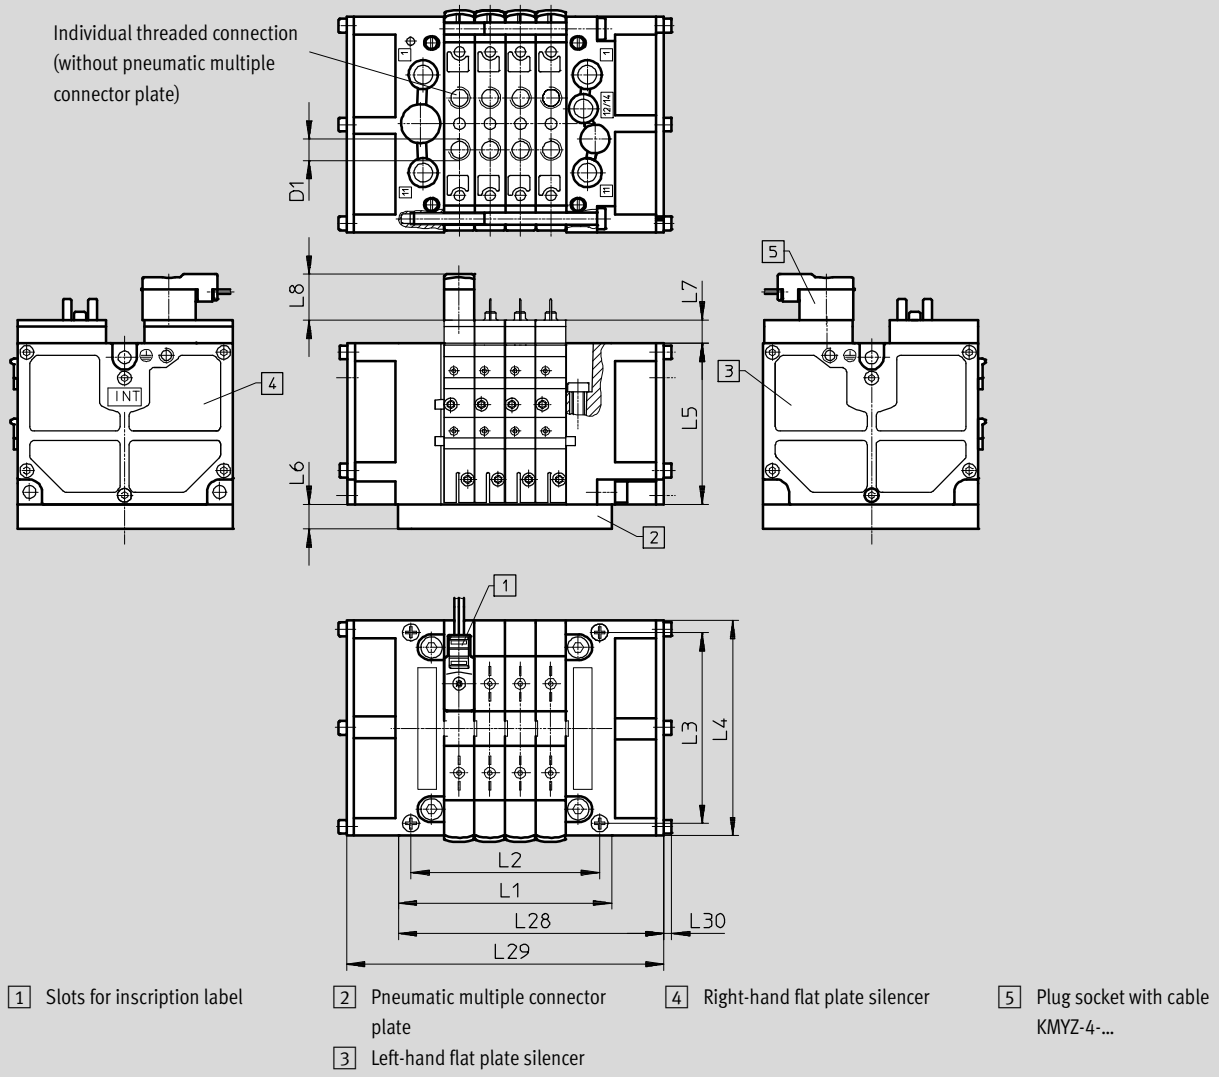 Individual threaded connection
(without pneumatic multiple
connector plate)
1
1
12/14
D1
11
11
5
L8
L7
4
3
INT
L5
L6
2
1
L3
L4
L2
L1
L28
L30
L29
1 Slots for inscription label
2 Pneumatic multiple connector
plate
3 Left-hand flat plate silencer
4 Right-hand flat plate silencer
5 Plug socket with cable
KMYZ-4-...